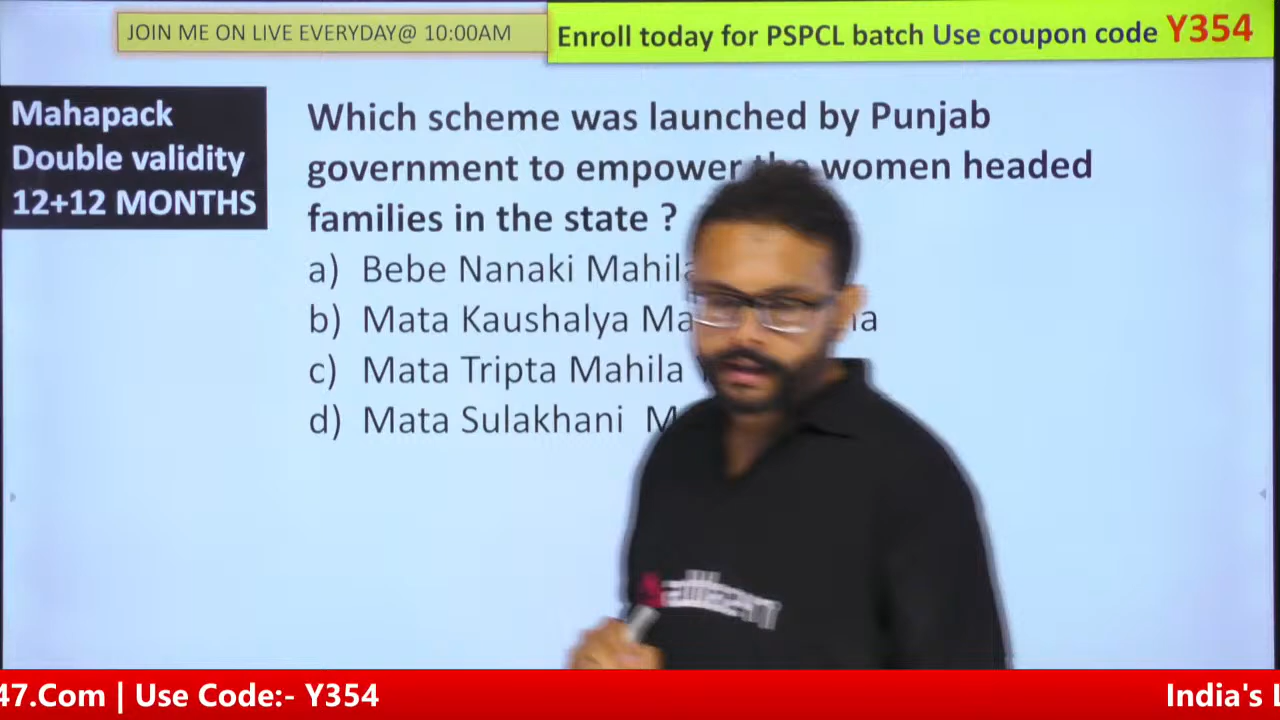 JOIN ME ON LIVE EVERYDAY@ 10:00AM
Enroll today for PSPCL batch Use coupon code Y354
Mahapack
Double validity
12+12 MONTHS
Which scheme was launched by Punjab
government to empower the women headed
families in the state ?
a) Bebe Nanaki Mahila
b) Mata Kaushalya
c) Mata Tripta Mahila
d) Mata Sulakhani
47.Com | Use Code:- Y354
India's